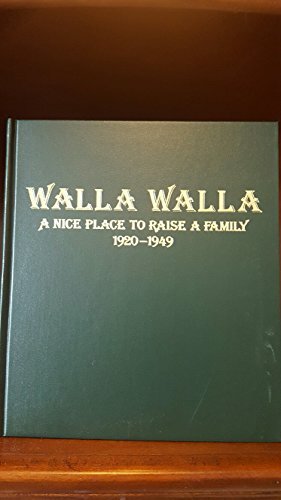 WALLA WALLA
A NICE PLACE TO RAISE A FAMILY
1920–1949